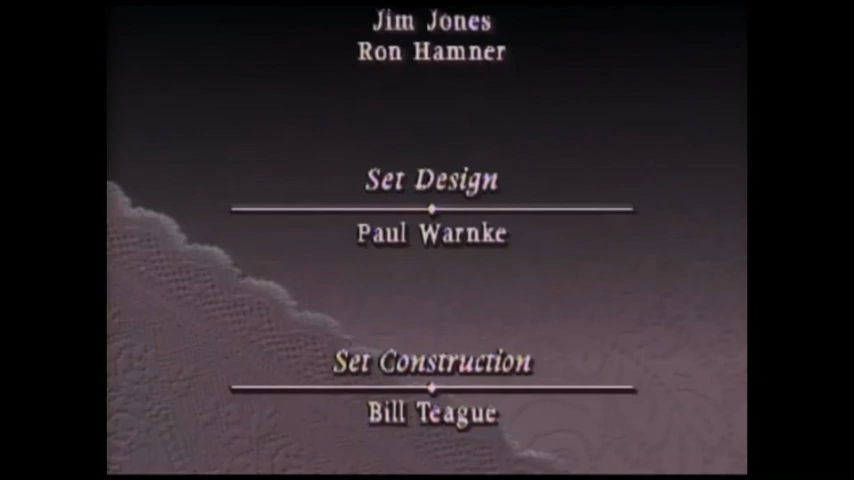 Jim Jones
Ron Hamner
Set Design
Paul Warnke
Set Construction
Bill Teague